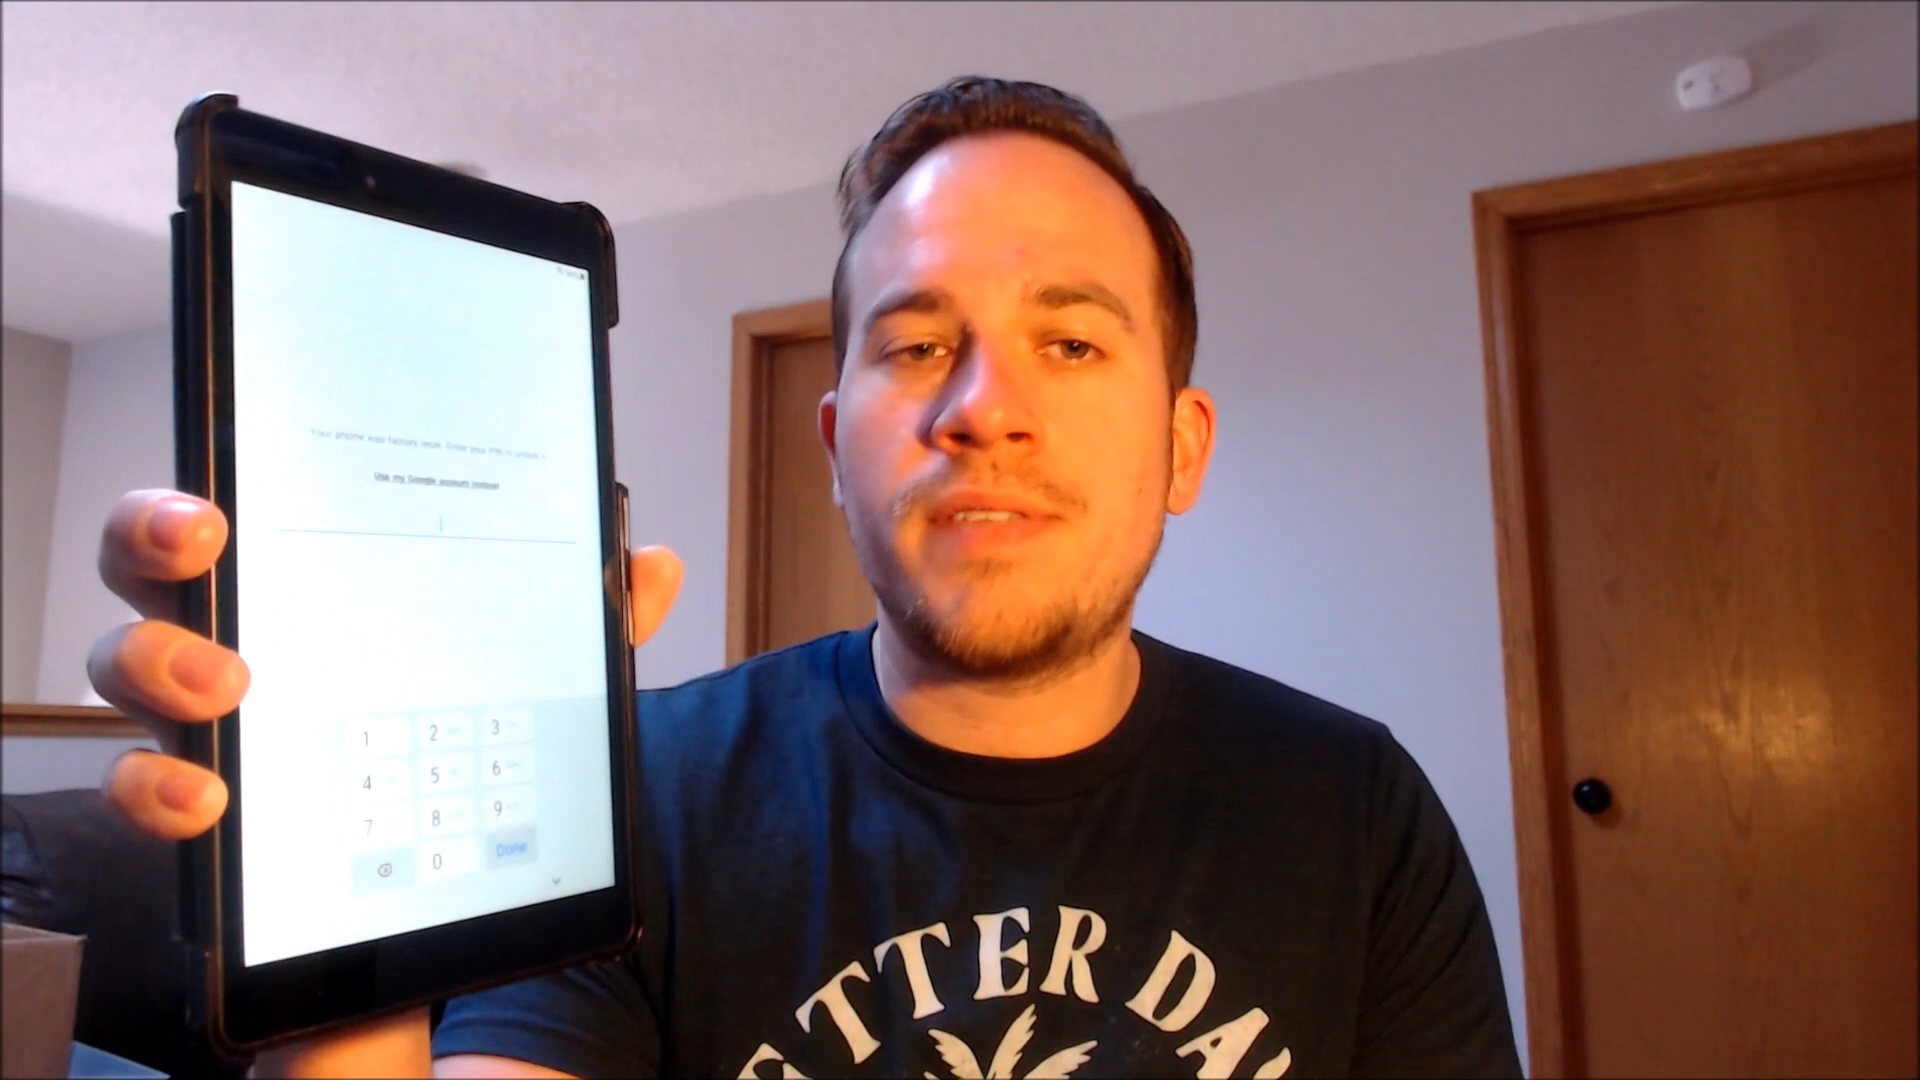 Your phone was factory reset. Enter your PIN to unlock it.
Use my Google account instead
1 2 3
4 5 6
7 8 9
0 Done
TTER DA